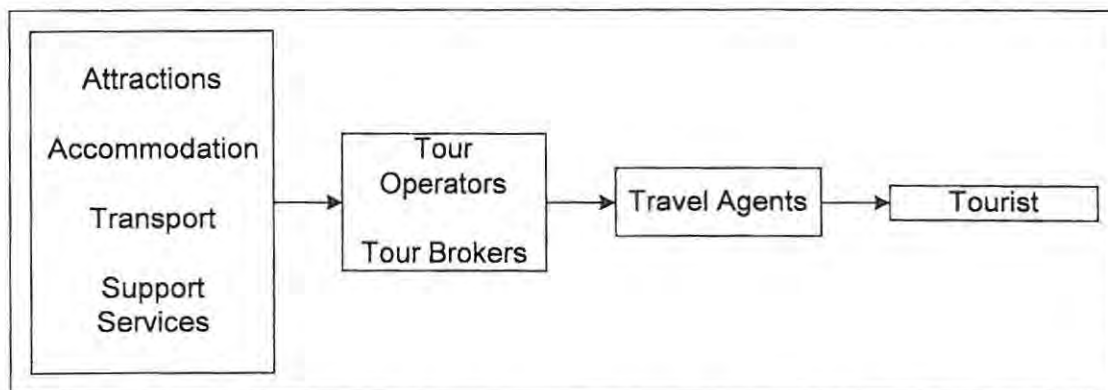 Attractions
Accommodation
Transport
Support
Services
Tour
Operators
Tour Brokers
Travel Agents
Tourist